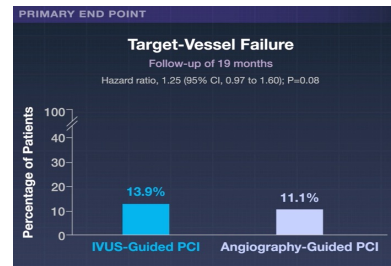 PRIMARY END POINT
Target-Vessel Failure
Follow-up of 19 months
Hazard ratio, 1.25 (95% CI, 0.97 to 1.60); P=0.08
Percentage of Patients
100
40
30
20
10
0
13.9%
11.1%
IVUS-Guided PCI
Angiography-Guided PCI